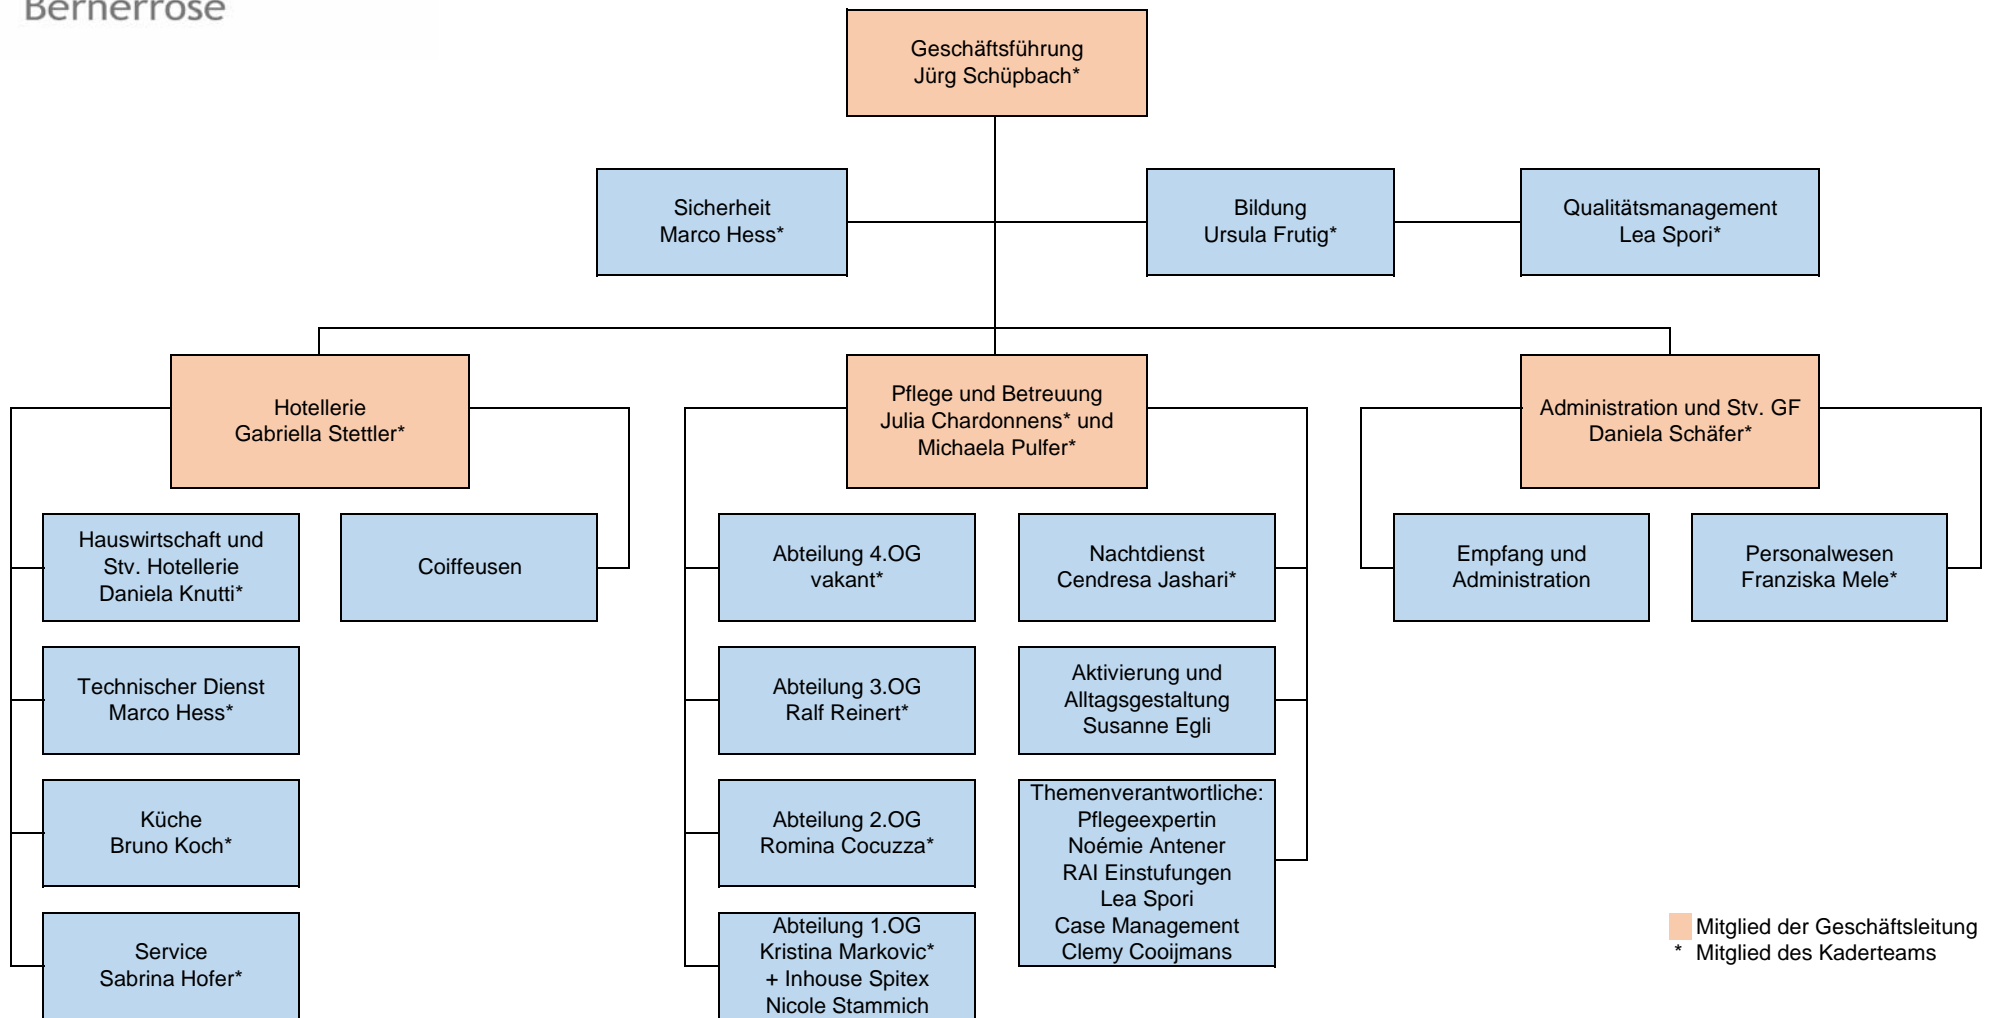 Bernerrose
Geschäftsführung
Jürg Schüpbach*
Sicherheit
Marco Hess*
Bildung
Ursula Frutig*
Qualitätsmanagement
Lea Spori*
Hotellerie
Gabriella Stettler*
Pflege und Betreuung
Julia Chardonnens* und
Michaela Pulfer*
Administration und Stv. GF
Daniela Schäfer*
Hauswirtschaft und
Stv. Hotellerie
Daniela Knutti*
Coiffeusen
Abteilung 4.OG
vakant*
Nachtdienst
Cendresa Jashari*
Empfang und
Administration
Personalwesen
Franziska Mele*
Technischer Dienst
Marco Hess*
Abteilung 3.OG
Ralf Reinert*
Aktivierung und
Alltagsgestaltung
Susanne Egli
Küche
Bruno Koch*
Abteilung 2.OG
Romina Cocuzza*
Themenverantwortliche:
Pflegeexpertin
Noémie Antener
RAI Einstufungen
Lea Spori
Case Management
Clemy Cooijmans
Service
Sabrina Hofer*
Abteilung 1.OG
Kristina Markovic*
+ Inhouse Spitex
Nicole Stammich
Mitglied der Geschäftsleitung
* Mitglied des Kaderteams